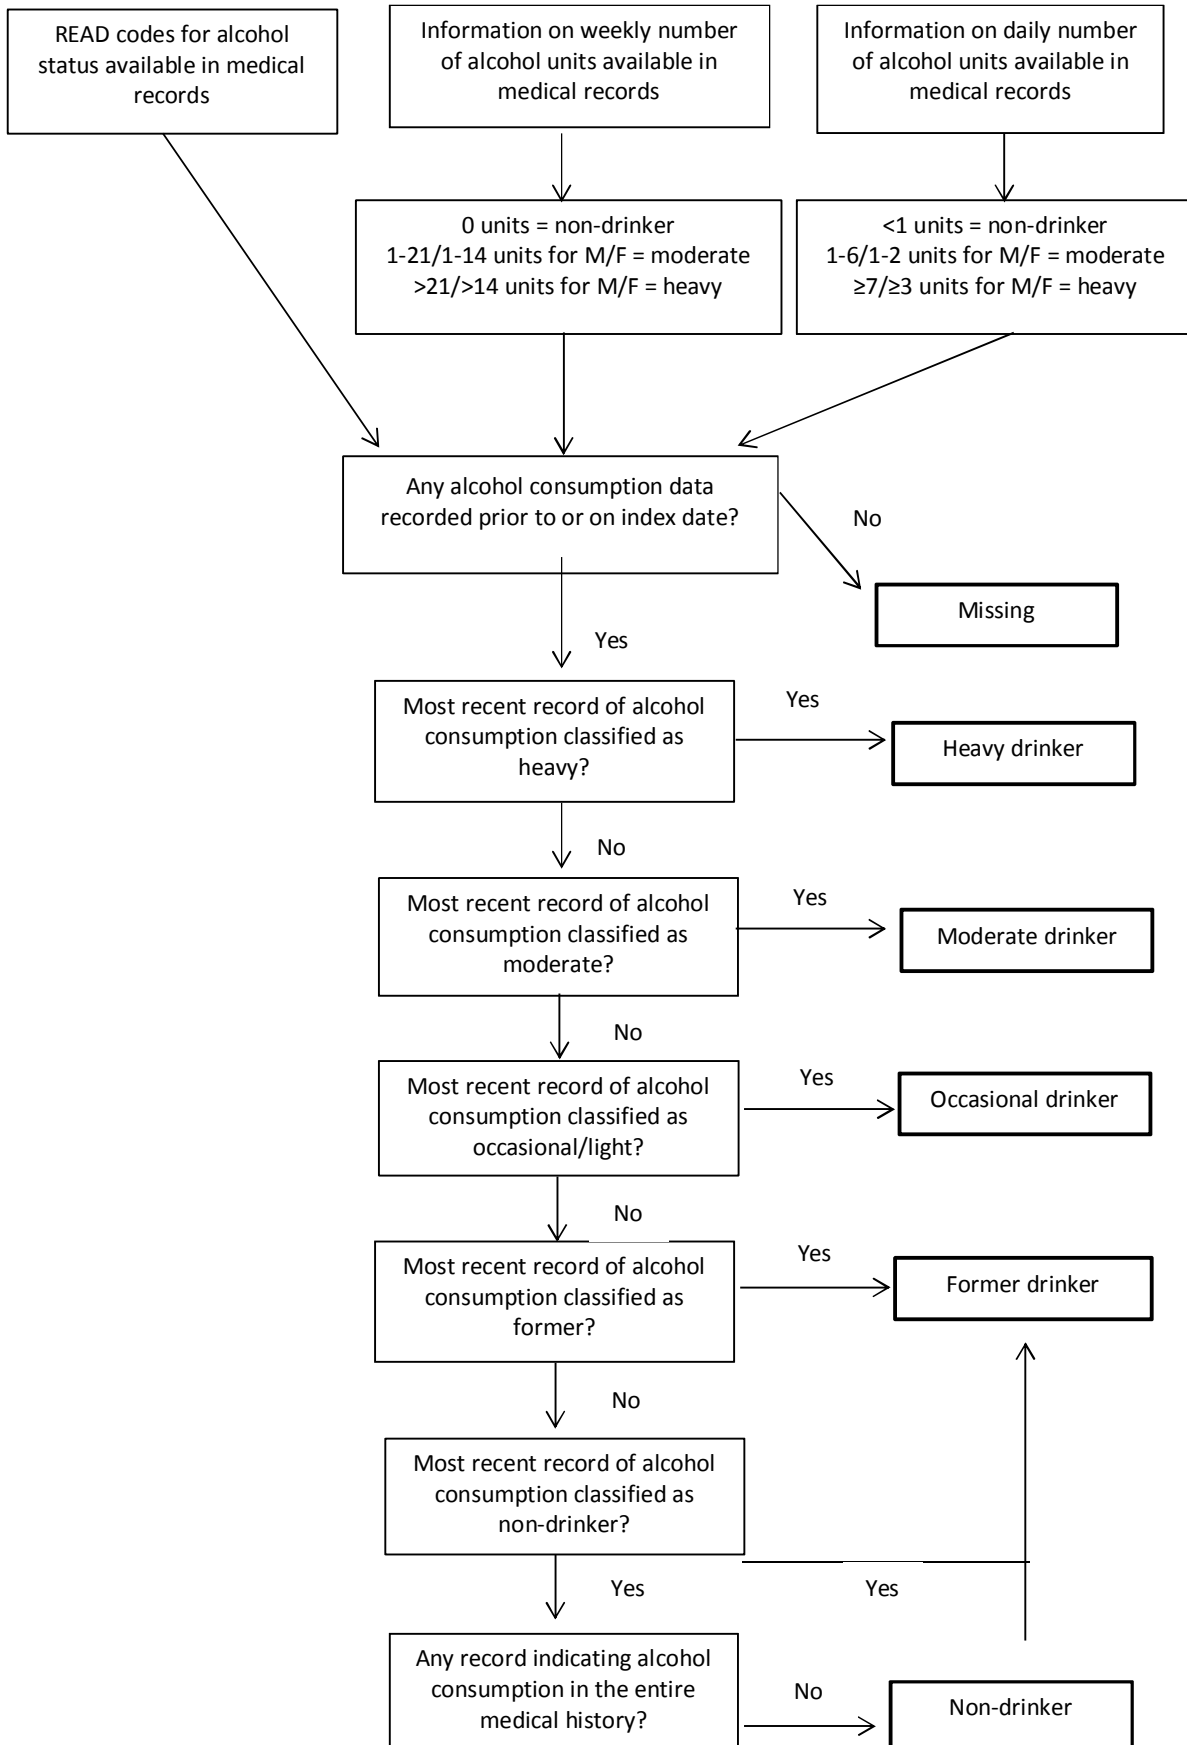 READ codes for alcohol
status available in medical
records
Information on weekly number
of alcohol units available in
medical records
Information on daily number
of alcohol units available in
medical records
0 units = non-drinker
1-21/1-14 units for M/F = moderate
>21/>14 units for M/F = heavy
<1 units = non-drinker
1-6/1-2 units for M/F = moderate
≥7/≥3 units for M/F = heavy
Any alcohol consumption data
recorded prior to or on index date?
No
Missing
Yes
Most recent record of alcohol
consumption classified as
heavy?
Yes
Heavy drinker
No
Most recent record of alcohol
consumption classified as
moderate?
Yes
Moderate drinker
No
Most recent record of alcohol
consumption classified as
occasional/light?
Yes
Occasional drinker
No
Most recent record of alcohol
consumption classified as
former?
Yes
Former drinker
No
Most recent record of alcohol
consumption classified as
non-drinker?
Yes
Yes
Any record indicating alcohol
consumption in the entire
medical history?
No
Non-drinker